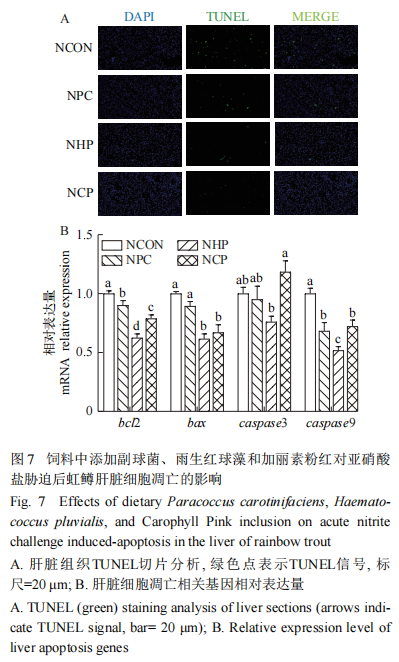 A
DAPI TUNEL MERGE
NCON
NPC
NHP
NCP
B
NCON NHP
NPC NCP
相对表达量
mRNA relative expression
1.5
1.0
0.5
0
a b d c
a a b b
ab ab b a
a b c b
bcl2 bax caspase3 caspase9
图 7 饲料中添加副球菌、雨生红球藻和加丽素粉红对亚硝酸
盐胁迫后虹鳟肝脏细胞凋亡的影响
Fig. 7 Effects of dietary Paracoccus carotinifaciens, Haemato-
coccus pluvialis, and Carophyll Pink inclusion on acute nitrite
challenge induced-apoptosis in the liver of rainbow trout
A. 肝脏组织TUNEL切片分析, 绿色点表示TUNEL信号, 标
尺=20 μm; B. 肝脏细胞凋亡相关基因相对表达量
A. TUNEL (green) staining analysis of liver sections (arrows indi-
cate TUNEL signal, bar= 20 μm); B. Relative expression level of
liver apoptosis genes